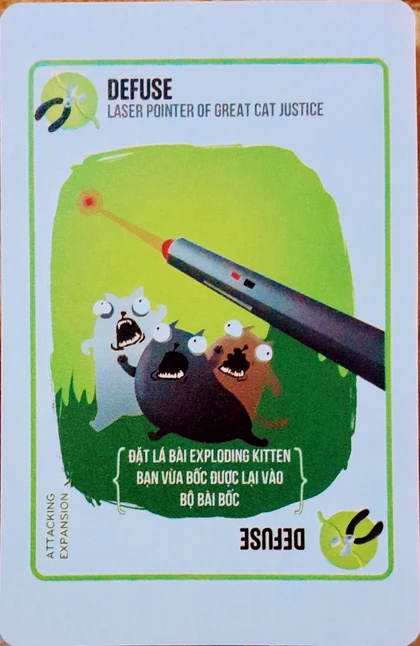 DEFUSE
LASER POINTER OF GREAT CAT JUSTICE
ĐẶT LÁ BÀI EXPLODING KITTEN
BẠN VỪA BỐC ĐƯỢC LẠI VÀO
BỘ BÀI BỐC
ATTACKING
EXPANSION
DEFUSE